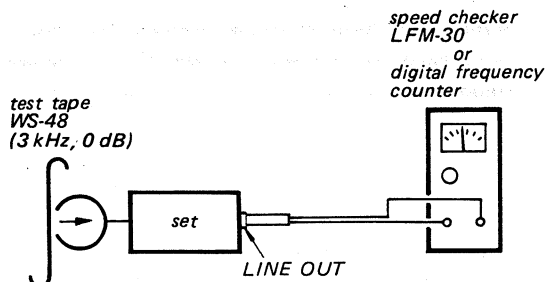 speed checker
LFM-30
or
digital frequency
counter
test tape
WS-48
(3 kHz, 0 dB)
set
LINE OUT